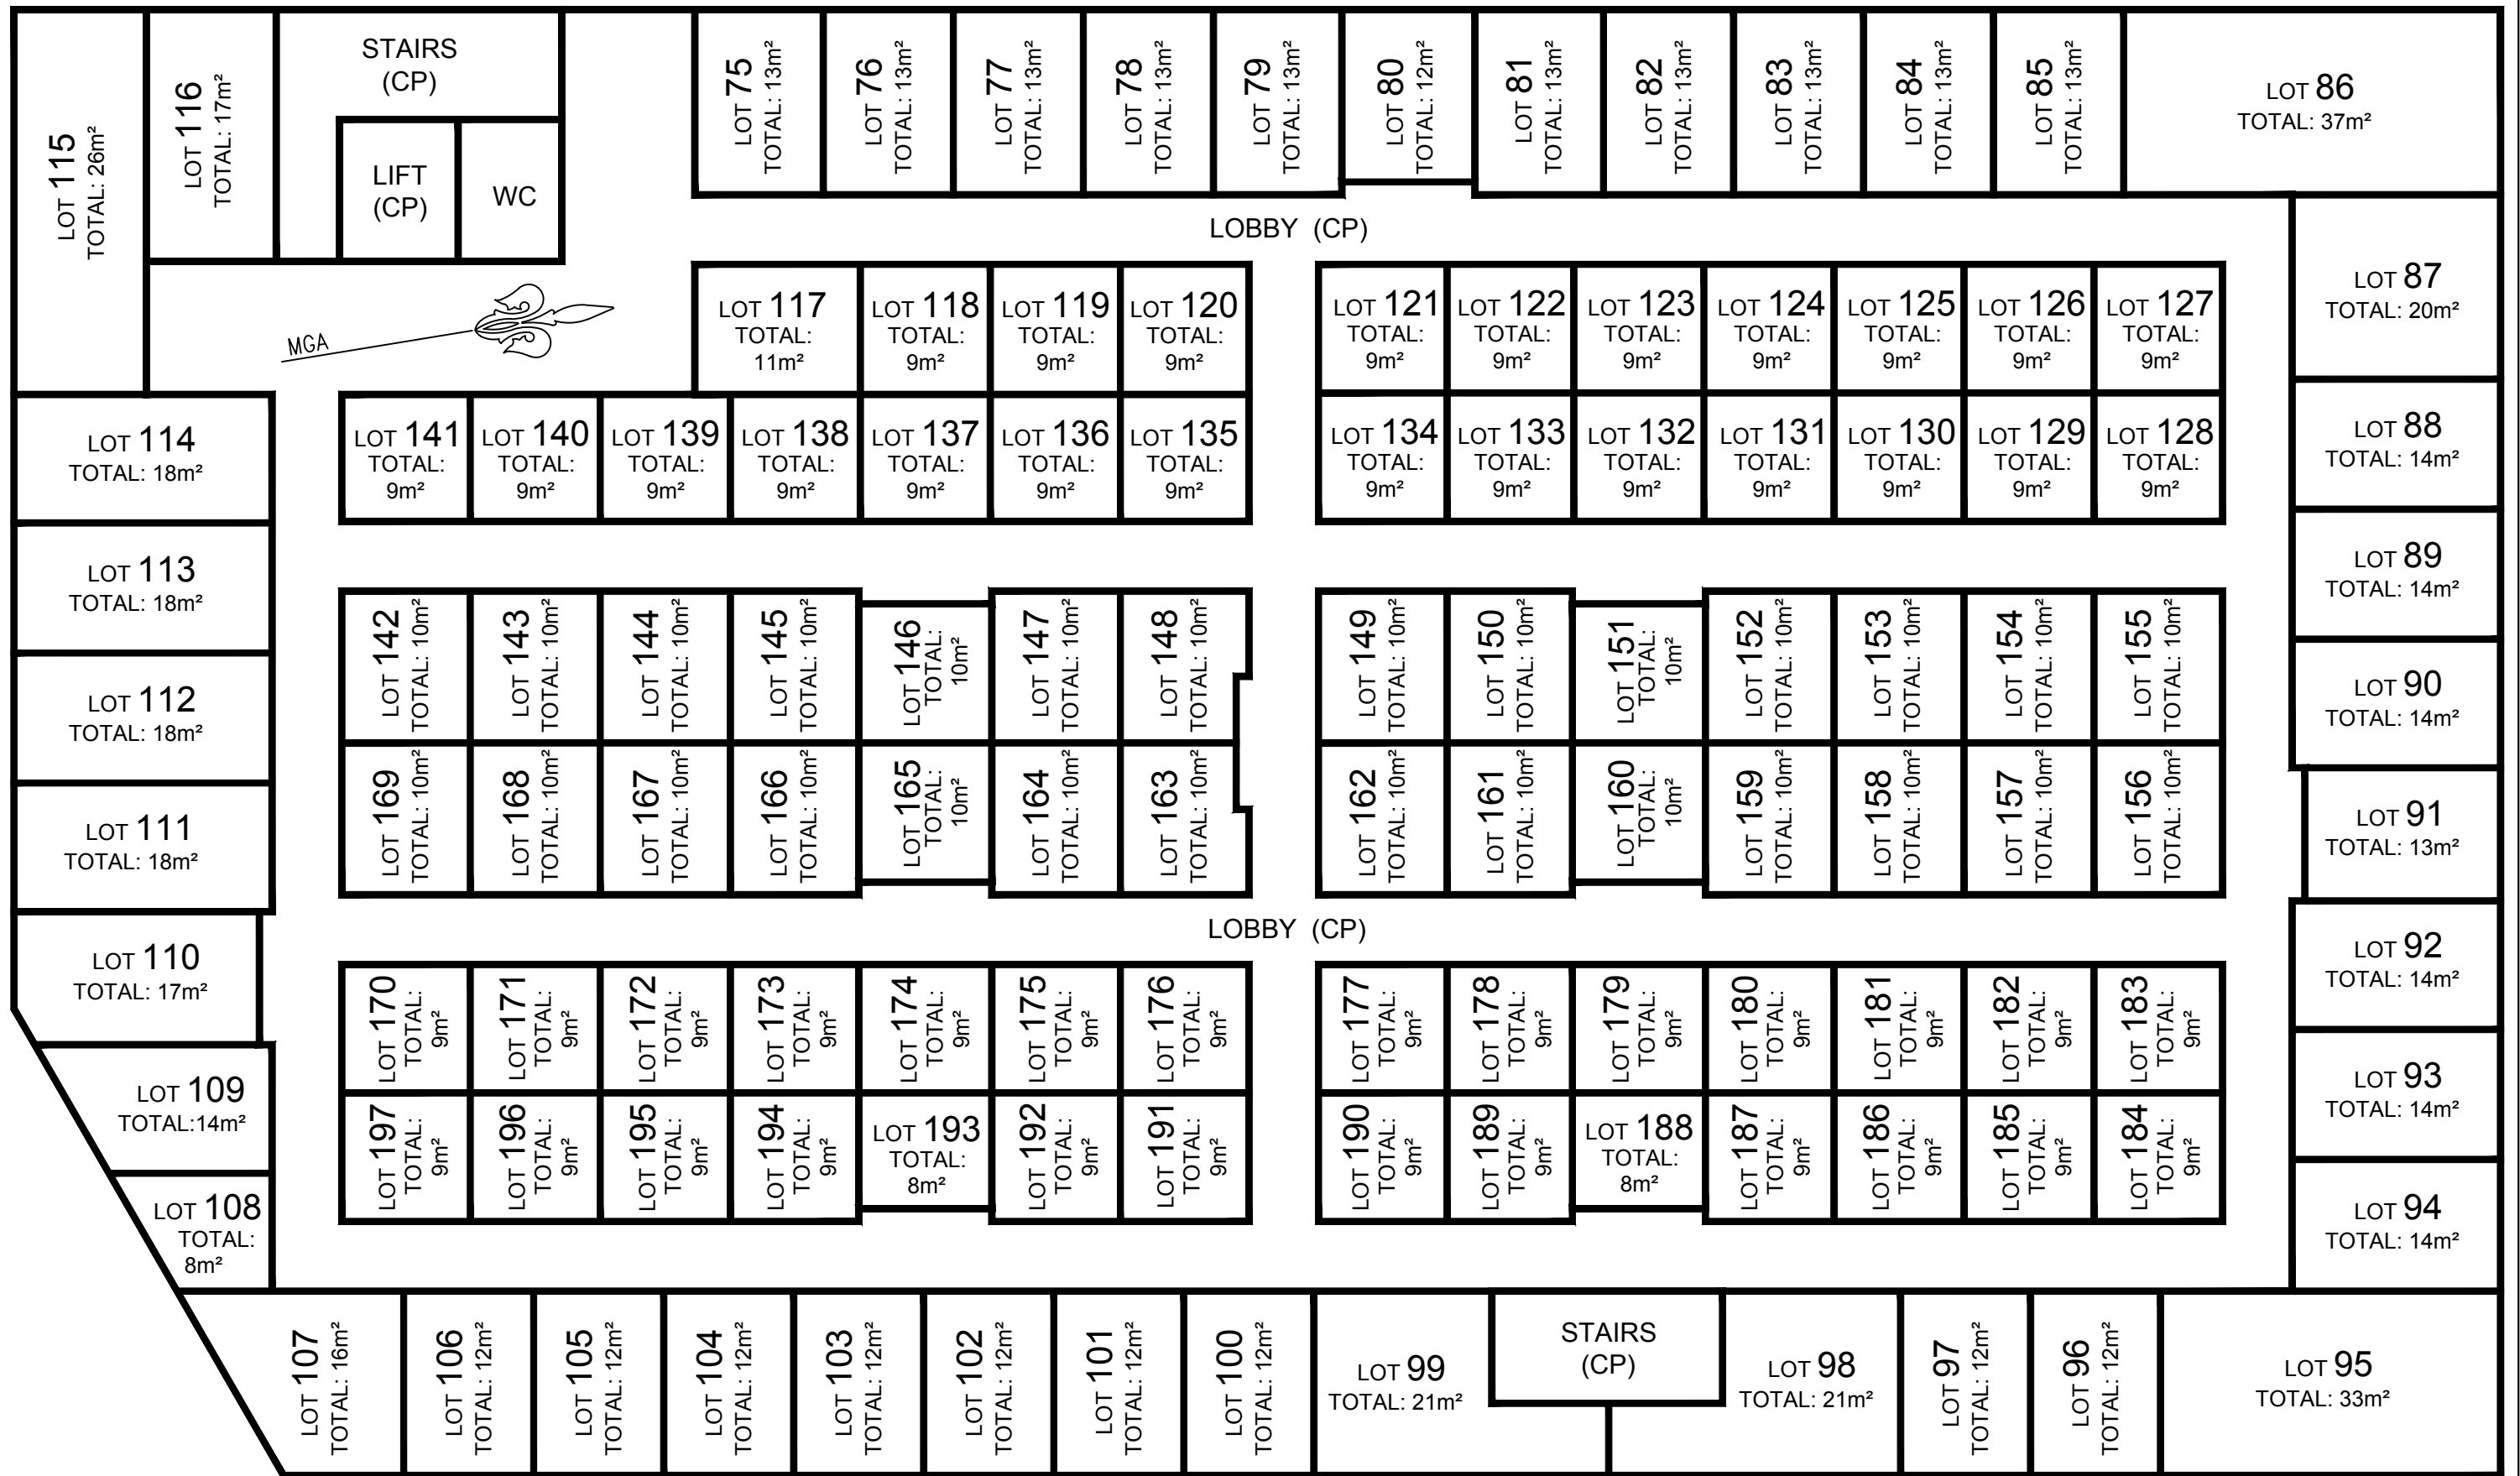 LOT 115
TOTAL: 26m²
LOT 116
TOTAL: 17m²
STAIRS
(CP)
LIFT
(CP)
WC
LOT 75
TOTAL: 13m²
LOT 76
TOTAL: 13m²
LOT 77
TOTAL: 13m²
LOT 78
TOTAL: 13m²
LOT 79
TOTAL: 13m²
LOT 80
TOTAL: 12m²
LOT 81
TOTAL: 13m²
LOT 82
TOTAL: 13m²
LOT 83
TOTAL: 13m²
LOT 84
TOTAL: 13m²
LOT 85
TOTAL: 13m²
LOT 86
TOTAL: 37m²
LOBBY (CP)
MGA
LOT 117
TOTAL:
11m²
LOT 118
TOTAL:
9m²
LOT 119
TOTAL:
9m²
LOT 120
TOTAL:
9m²
LOT 121
TOTAL:
9m²
LOT 122
TOTAL:
9m²
LOT 123
TOTAL:
9m²
LOT 124
TOTAL:
9m²
LOT 125
TOTAL:
9m²
LOT 126
TOTAL:
9m²
LOT 127
TOTAL:
9m²
LOT 87
TOTAL: 20m²
LOT 114
TOTAL: 18m²
LOT 141
TOTAL:
9m²
LOT 140
TOTAL:
9m²
LOT 139
TOTAL:
9m²
LOT 138
TOTAL:
9m²
LOT 137
TOTAL:
9m²
LOT 136
TOTAL:
9m²
LOT 135
TOTAL:
9m²
LOT 134
TOTAL:
9m²
LOT 133
TOTAL:
9m²
LOT 132
TOTAL:
9m²
LOT 131
TOTAL:
9m²
LOT 130
TOTAL:
9m²
LOT 129
TOTAL:
9m²
LOT 128
TOTAL:
9m²
LOT 88
TOTAL: 14m²
LOT 113
TOTAL: 18m²
LOT 89
TOTAL: 14m²
LOT 112
TOTAL: 18m²
LOT 142
TOTAL: 10m²
LOT 143
TOTAL: 10m²
LOT 144
TOTAL: 10m²
LOT 145
TOTAL: 10m²
LOT 146
TOTAL:
10m²
LOT 147
TOTAL: 10m²
LOT 148
TOTAL: 10m²
LOT 149
TOTAL: 10m²
LOT 150
TOTAL: 10m²
LOT 151
TOTAL:
10m²
LOT 152
TOTAL: 10m²
LOT 153
TOTAL: 10m²
LOT 154
TOTAL: 10m²
LOT 155
TOTAL: 10m²
LOT 90
TOTAL: 14m²
LOT 111
TOTAL: 18m²
LOT 169
TOTAL: 10m²
LOT 168
TOTAL: 10m²
LOT 167
TOTAL: 10m²
LOT 166
TOTAL: 10m²
LOT 165
TOTAL:
10m²
LOT 164
TOTAL: 10m²
LOT 163
TOTAL: 10m²
LOT 162
TOTAL: 10m²
LOT 161
TOTAL: 10m²
LOT 160
TOTAL:
10m²
LOT 159
TOTAL: 10m²
LOT 158
TOTAL: 10m²
LOT 157
TOTAL: 10m²
LOT 156
TOTAL: 10m²
LOT 91
TOTAL: 13m²
LOBBY (CP)
LOT 110
TOTAL: 17m²
LOT 92
TOTAL: 14m²
LOT 170
TOTAL:
9m²
LOT 171
TOTAL:
9m²
LOT 172
TOTAL:
9m²
LOT 173
TOTAL:
9m²
LOT 174
TOTAL:
9m²
LOT 175
TOTAL:
9m²
LOT 176
TOTAL:
9m²
LOT 177
TOTAL:
9m²
LOT 178
TOTAL:
9m²
LOT 179
TOTAL:
9m²
LOT 180
TOTAL:
9m²
LOT 181
TOTAL:
9m²
LOT 182
TOTAL:
9m²
LOT 183
TOTAL:
9m²
LOT 109
TOTAL:14m²
LOT 93
TOTAL: 14m²
LOT 197
TOTAL:
9m²
LOT 196
TOTAL:
9m²
LOT 195
TOTAL:
9m²
LOT 194
TOTAL:
9m²
LOT 193
TOTAL:
8m²
LOT 192
TOTAL:
9m²
LOT 191
TOTAL:
9m²
LOT 190
TOTAL:
9m²
LOT 189
TOTAL:
9m²
LOT 188
TOTAL:
8m²
LOT 187
TOTAL:
9m²
LOT 186
TOTAL:
9m²
LOT 185
TOTAL:
9m²
LOT 184
TOTAL:
9m²
LOT 108
TOTAL:
8m²
LOT 94
TOTAL: 14m²
LOT 107
TOTAL: 16m²
LOT 106
TOTAL: 12m²
LOT 105
TOTAL: 12m²
LOT 104
TOTAL: 12m²
LOT 103
TOTAL: 12m²
LOT 102
TOTAL: 12m²
LOT 101
TOTAL: 12m²
LOT 100
TOTAL: 12m²
LOT 99
TOTAL: 21m²
STAIRS
(CP)
LOT 98
TOTAL: 21m²
LOT 97
TOTAL: 12m²
LOT 96
TOTAL: 12m²
LOT 95
TOTAL: 33m²